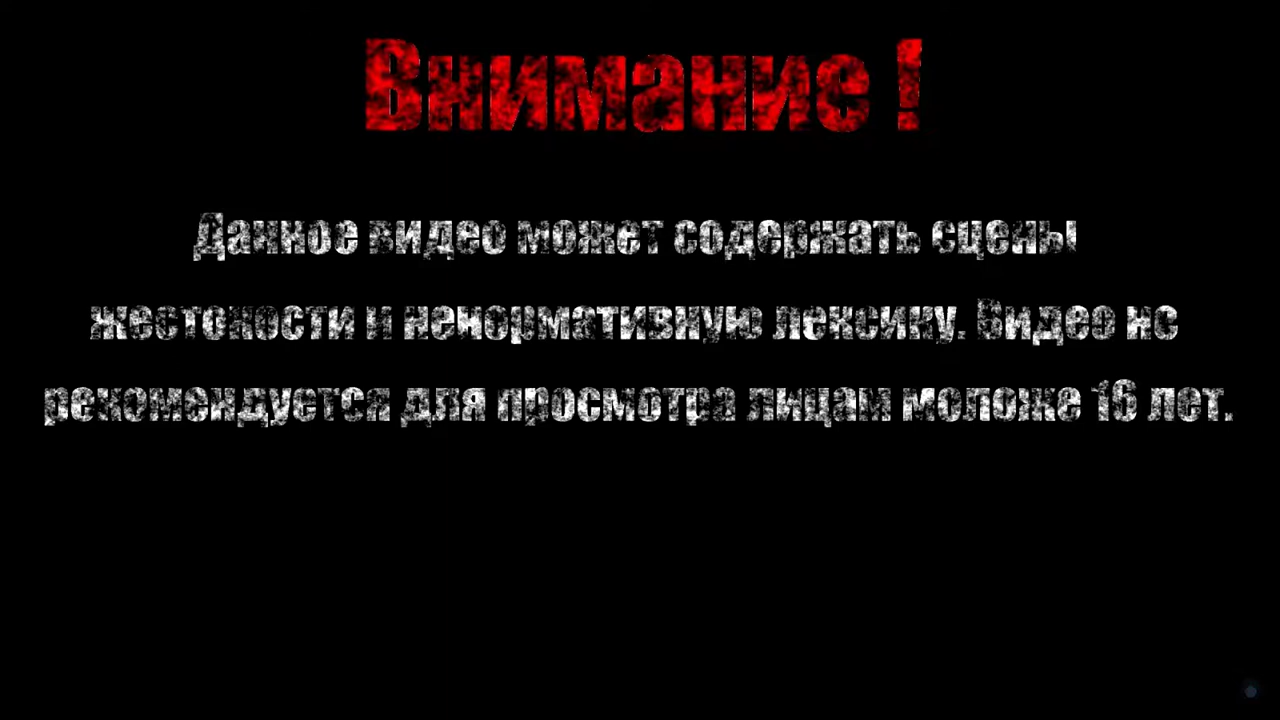 Внимание !
Данное видео может содержать сцены
жестокости и ненормативную лексику. Видео не
рекомендуется для просмотра лицам моложе 16 лет.